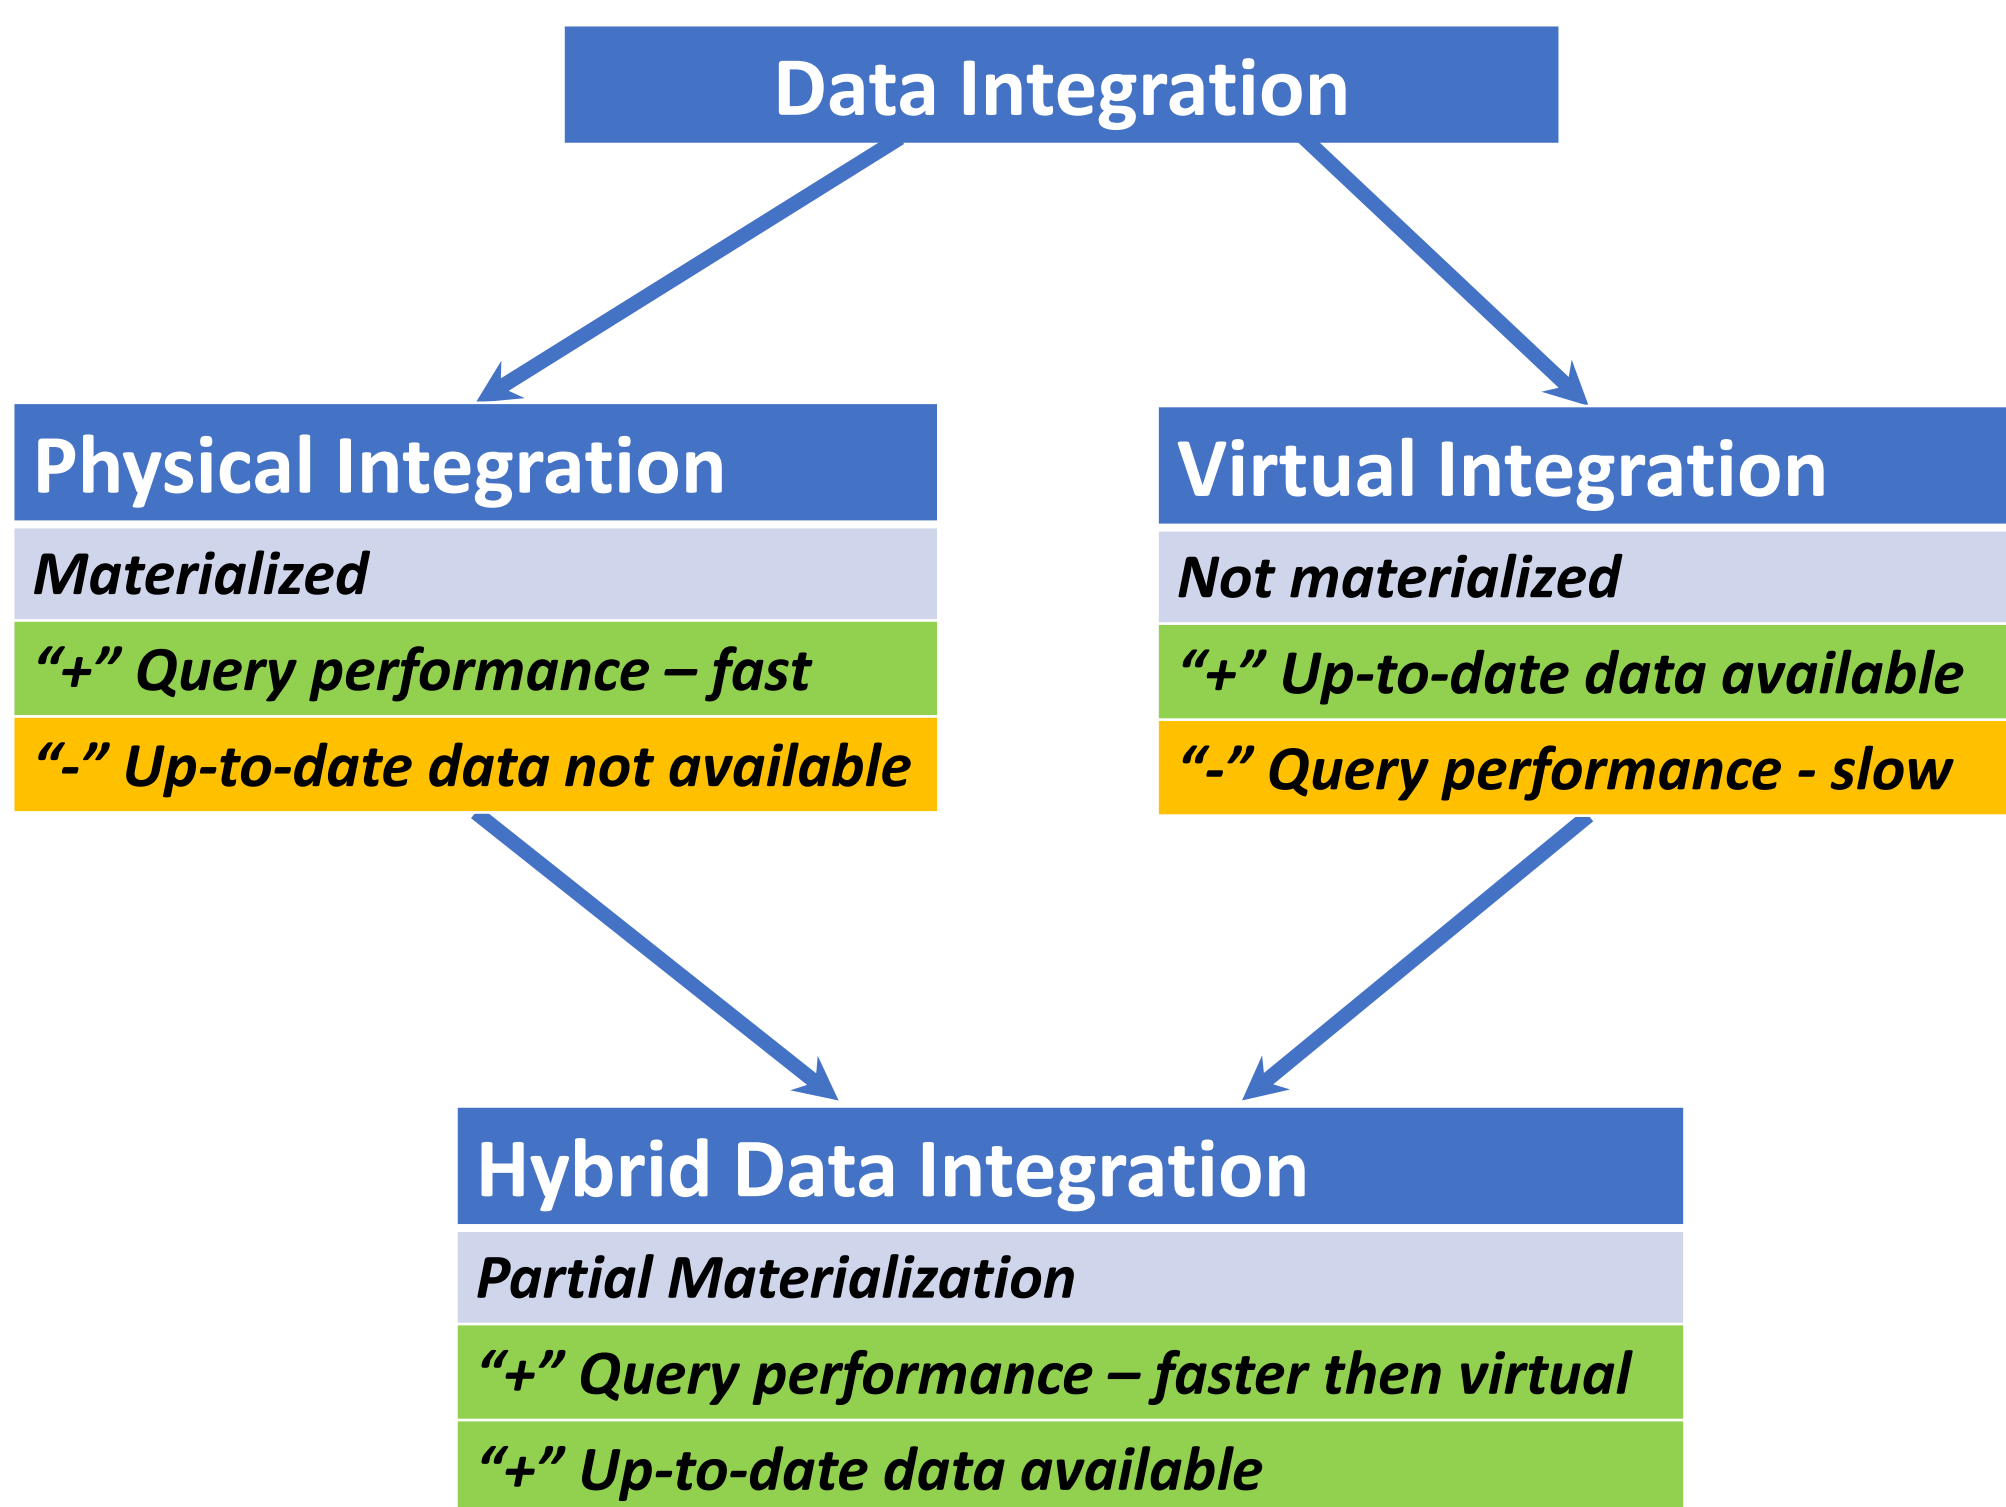 Data Integration
Physical Integration
Materialized
“+” Query performance – fast
“-” Up-to-date data not available
Virtual Integration
Not materialized
“+” Up-to-date data available
“-” Query performance - slow
Hybrid Data Integration
Partial Materialization
“+” Query performance – faster then virtual
“+” Up-to-date data available